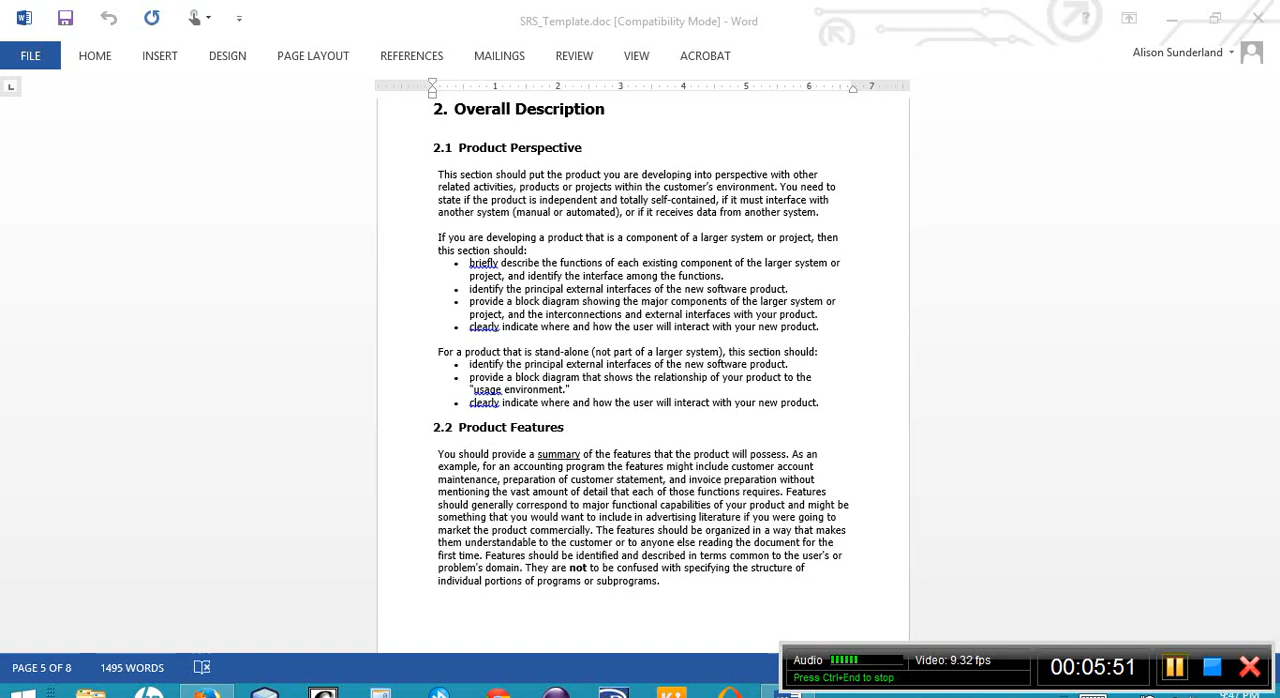 SRS_Template.doc [Compatibility Mode] - Word
?
FILE HOME INSERT DESIGN PAGE LAYOUT REFERENCES MAILINGS REVIEW VIEW ACROBAT
Alison Sunderland
1 2 3 4 5 6 7
2. Overall Description
2.1 Product Perspective
This section should put the product you are developing into perspective with other
related activities, products or projects within the customer's environment. You need to
state if the product is independent and totally self-contained, if it must interface with
another system (manual or automated), or if it receives data from another system.
If you are developing a product that is a component of a larger system or project, then
this section should:
• briefly describe the functions of each existing component of the larger system or
project, and identify the interface among the functions.
• identify the principal external interfaces of the new software product.
• provide a block diagram showing the major components of the larger system or
project, and the interconnections and external interfaces with your product.
• clearly indicate where and how the user will interact with your new product.
For a product that is stand-alone (not part of a larger system), this section should:
• identify the principal external interfaces of the new software product.
• provide a block diagram that shows the relationship of your product to the
"usage environment."
• clearly indicate where and how the user will interact with your new product.
2.2 Product Features
You should provide a summary of the features that the product will possess. As an
example, for an accounting program the features might include customer account
maintenance, preparation of customer statement, and invoice preparation without
mentioning the vast amount of detail that each of those functions requires. Features
should generally correspond to major functional capabilities of your product and might be
something that you would want to include in advertising literature if you were going to
market the product commercially. The features should be organized in a way that makes
them understandable to the customer or to anyone else reading the document for the
first time. Features should be identified and described in terms common to the user's or
problem's domain. They are not to be confused with specifying the structure of
individual portions of programs or subprograms.
PAGE 5 OF 8 1495 WORDS
Audio Video: 9.32 fps
Press Ctrl+End to stop
00:05:51